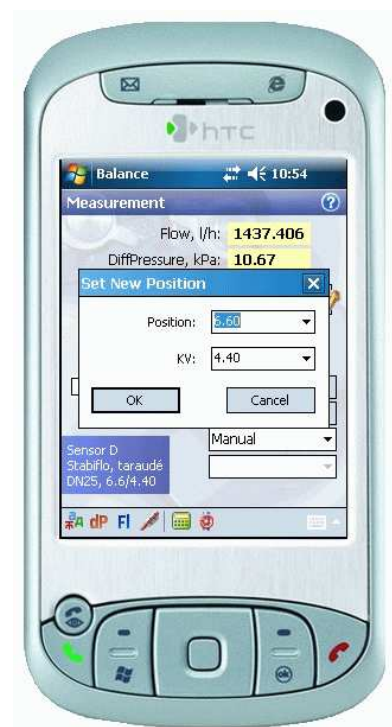 hTC
Balance 10:54
Measurement
Flow, l/h: 1437.406
DiffPressure, kPa: 10.67
Set New Position
Position: 6.60
KV: 4.40
OK Cancel
Manual
Sensor D
Stabiflo, taraudé
DN25, 6.6/4.40
dP Fl
ok